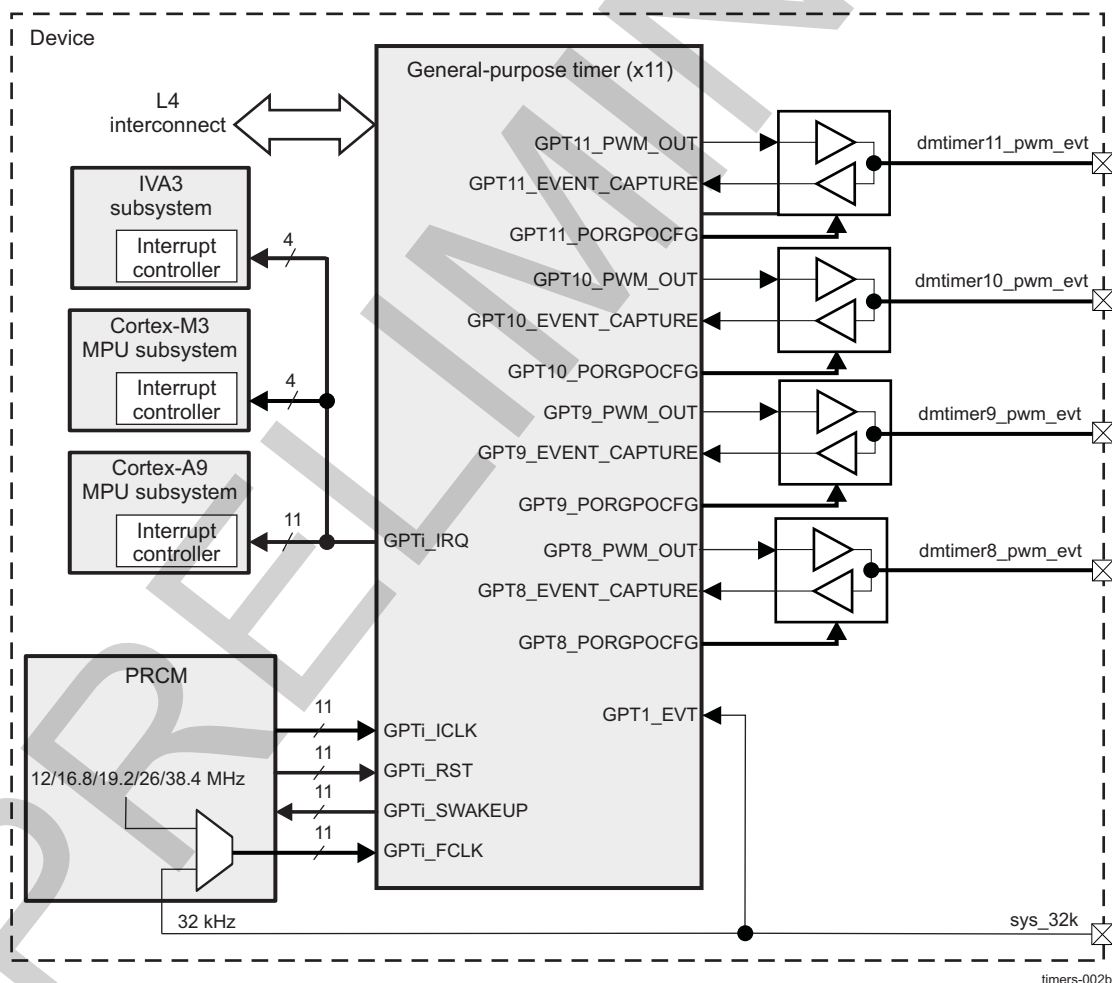 Device
General-purpose timer (x11)
L4
interconnect
IVA3
subsystem
Interrupt
controller
4
Cortex-M3
MPU subsystem
Interrupt
controller
4
Cortex-A9
MPU subsystem
Interrupt
controller
11
GPTi_IRQ
PRCM
12/16.8/19.2/26/38.4 MHz
11
GPTi_ICLK
11
GPTi_RST
11
GPTi_SWAKEUP
11
GPTi_FCLK
32 kHz
GPT11_PWM_OUT
GPT11_EVENT_CAPTURE
GPT11_PORGPOCFG
dmtimer11_pwm_evt
GPT10_PWM_OUT
GPT10_EVENT_CAPTURE
GPT10_PORGPOCFG
dmtimer10_pwm_evt
GPT9_PWM_OUT
GPT9_EVENT_CAPTURE
GPT9_PORGPOCFG
dmtimer9_pwm_evt
GPT8_PWM_OUT
GPT8_EVENT_CAPTURE
GPT8_PORGPOCFG
dmtimer8_pwm_evt
GPT1_EVT
sys_32k
timers-002b
PRELIMIN